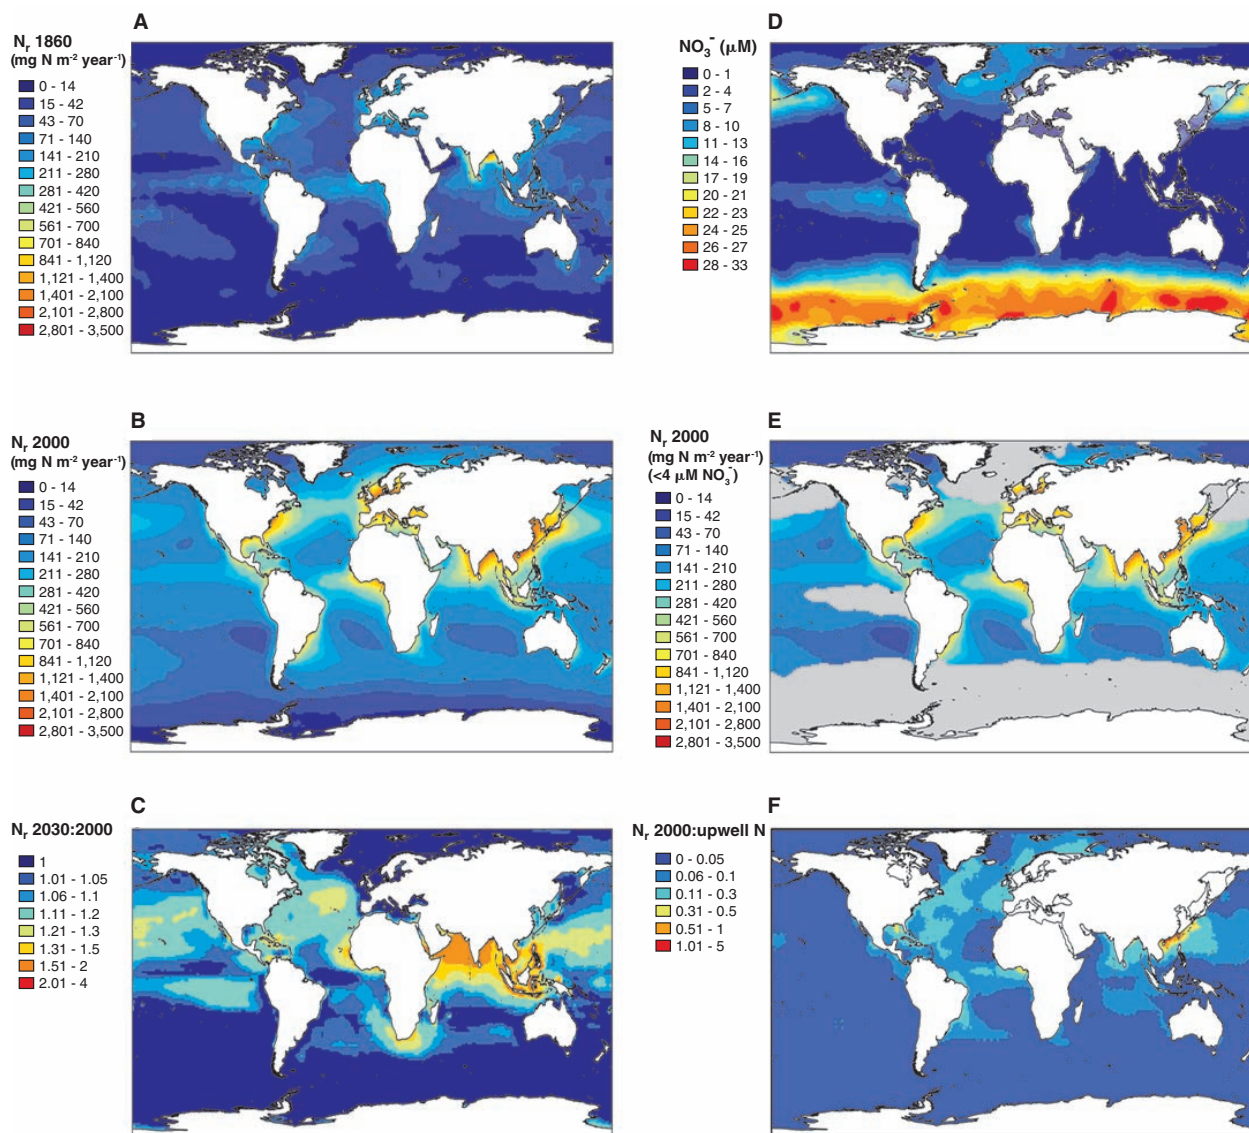 A
N_r 1860
(mg N m⁻² year⁻¹)
0 - 14
15 - 42
43 - 70
71 - 140
141 - 210
211 - 280
281 - 420
421 - 560
561 - 700
701 - 840
841 - 1,120
1,121 - 1,400
1,401 - 2,100
2,101 - 2,800
2,801 - 3,500
D
NO₃⁻ (μM)
0 - 1
2 - 4
5 - 7
8 - 10
11 - 13
14 - 16
17 - 19
20 - 21
22 - 23
24 - 25
26 - 27
28 - 33
B
N_r 2000
(mg N m⁻² year⁻¹)
0 - 14
15 - 42
43 - 70
71 - 140
141 - 210
211 - 280
281 - 420
421 - 560
561 - 700
701 - 840
841 - 1,120
1,121 - 1,400
1,401 - 2,100
2,101 - 2,800
2,801 - 3,500
E
N_r 2000
(mg N m⁻² year⁻¹)
(<4 μM NO₃⁻)
0 - 14
15 - 42
43 - 70
71 - 140
141 - 210
211 - 280
281 - 420
421 - 560
561 - 700
701 - 840
841 - 1,120
1,121 - 1,400
1,401 - 2,100
2,101 - 2,800
2,801 - 3,500
C
N_r 2030:2000
1
1.01 - 1.05
1.06 - 1.1
1.11 - 1.2
1.21 - 1.3
1.31 - 1.5
1.51 - 2
2.01 - 4
F
N_r 2000:upwell N
0 - 0.05
0.06 - 0.1
0.11 - 0.3
0.31 - 0.5
0.51 - 1
1.01 - 5